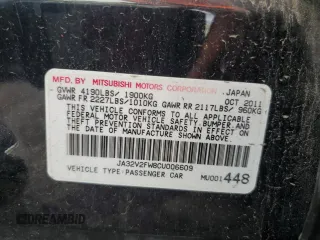 MFD. BY MITSUBISHI MOTORS CORPORATION , JAPAN
GVWR 4190LBS/ 1900KG OCT 2011
GAWR FR 2227LBS/1010KG GAWR RR 2117LBS/ 960KG
THIS VEHICLE CONFORMS TO ALL APPLICABLE
FEDERAL MOTOR VEHICLE SAFETY, BUMPER, AND
THEFT PREVENTION STANDARDS IN EFFECT ON
THE DATE OF MANUFACTURE SHOWN ABOVE.
JA32V2FW8CU006609
VEHICLE TYPE:PASSENGER CAR MU001448
© DREAMBID